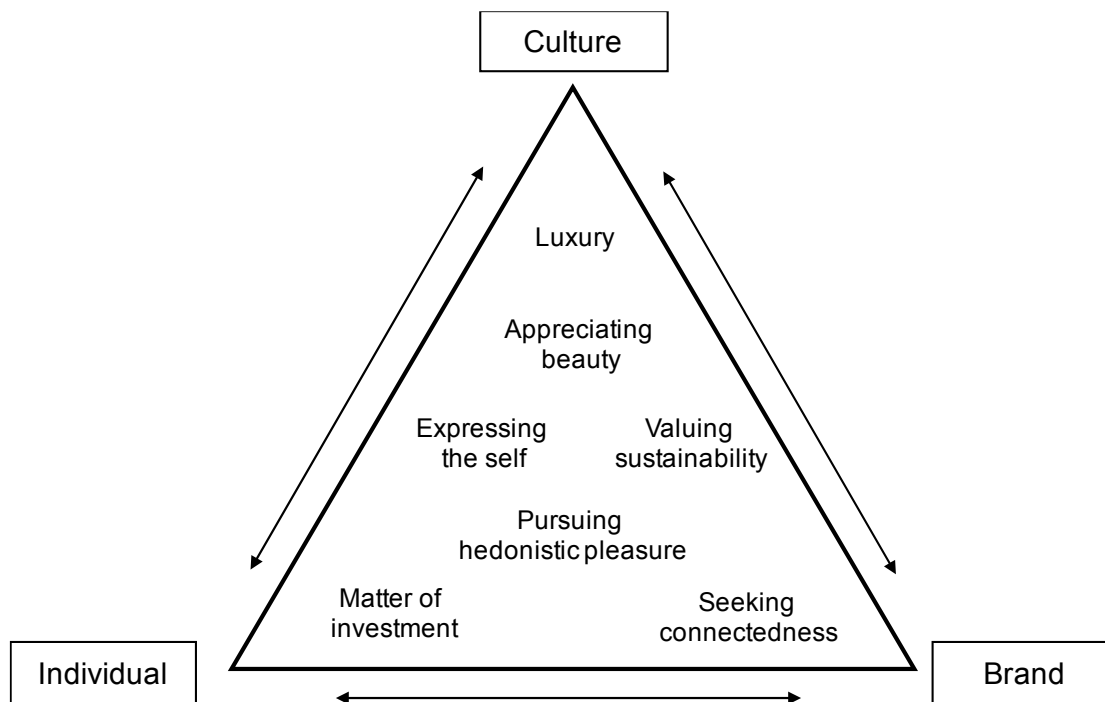 Culture
Luxury
Appreciating
beauty
Expressing
the self
Valuing
sustainability
Pursuing
hedonistic pleasure
Matter of
investment
Seeking
connectedness
Individual
Brand